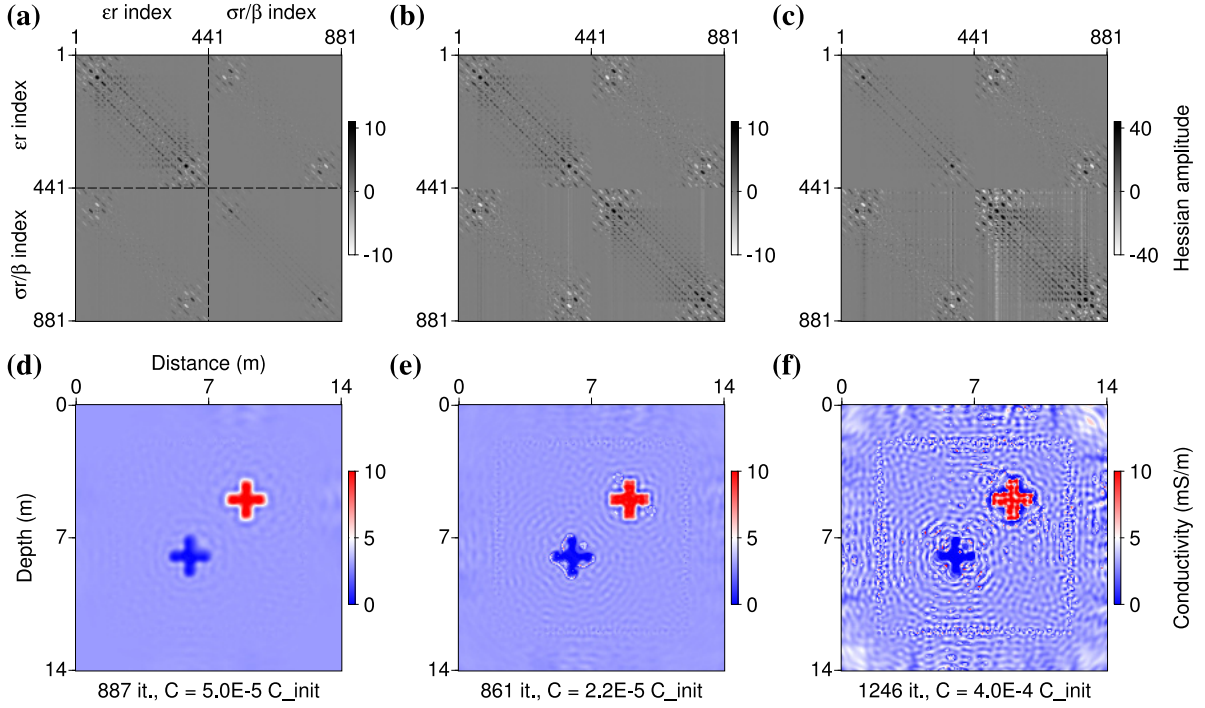 (a) εr index σr/β index
1 441 881
1
εr index
441
σr/β index
881
10
0
-10
(b)
1 441 881
1
441
881
10
0
-10
(c)
1 441 881
1
441
881
40
0
-40
Hessian amplitude
(d) Distance (m)
0 7 14
0
Depth (m)
7
14
10
5
0
887 it., C = 5.0E-5 C_init
(e)
0 7 14
0
7
14
10
5
0
861 it., C = 2.2E-5 C_init
(f)
0 7 14
0
7
14
10
5
0
Conductivity (mS/m)
1246 it., C = 4.0E-4 C_init